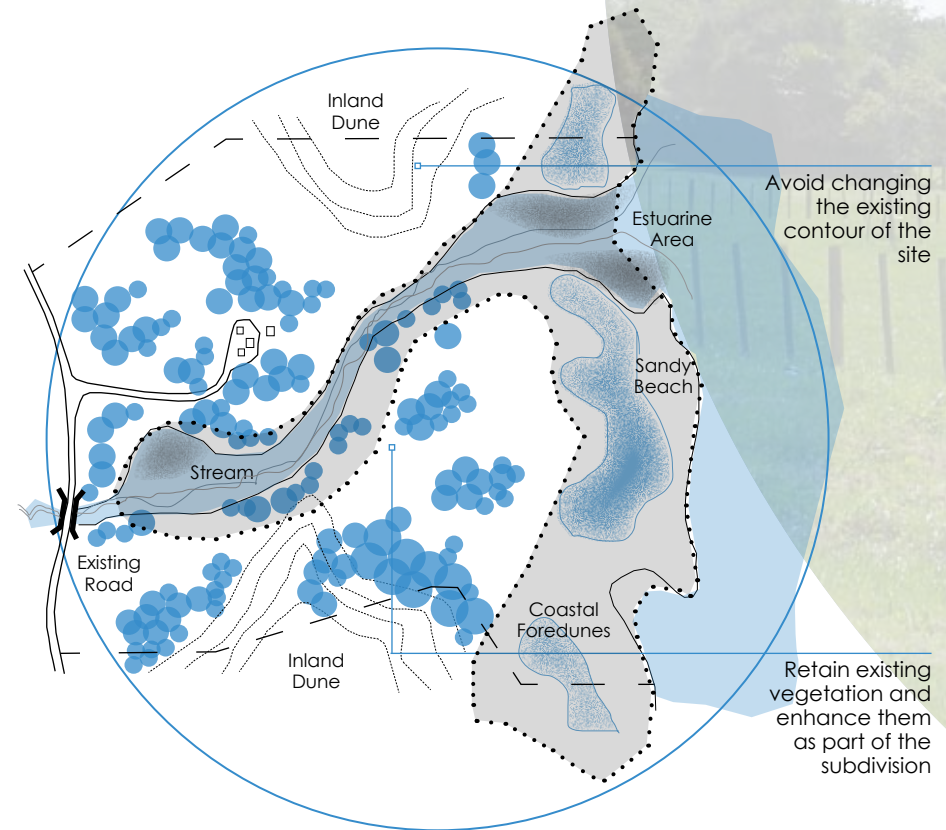 Inland
Dune
Avoid changing
the existing
contour of the
site
Estuarine
Area
Sandy
Beach
Stream
Existing
Road
Coastal
Foredunes
Inland
Dune
Retain existing
vegetation and
enhance them
as part of the
subdivision